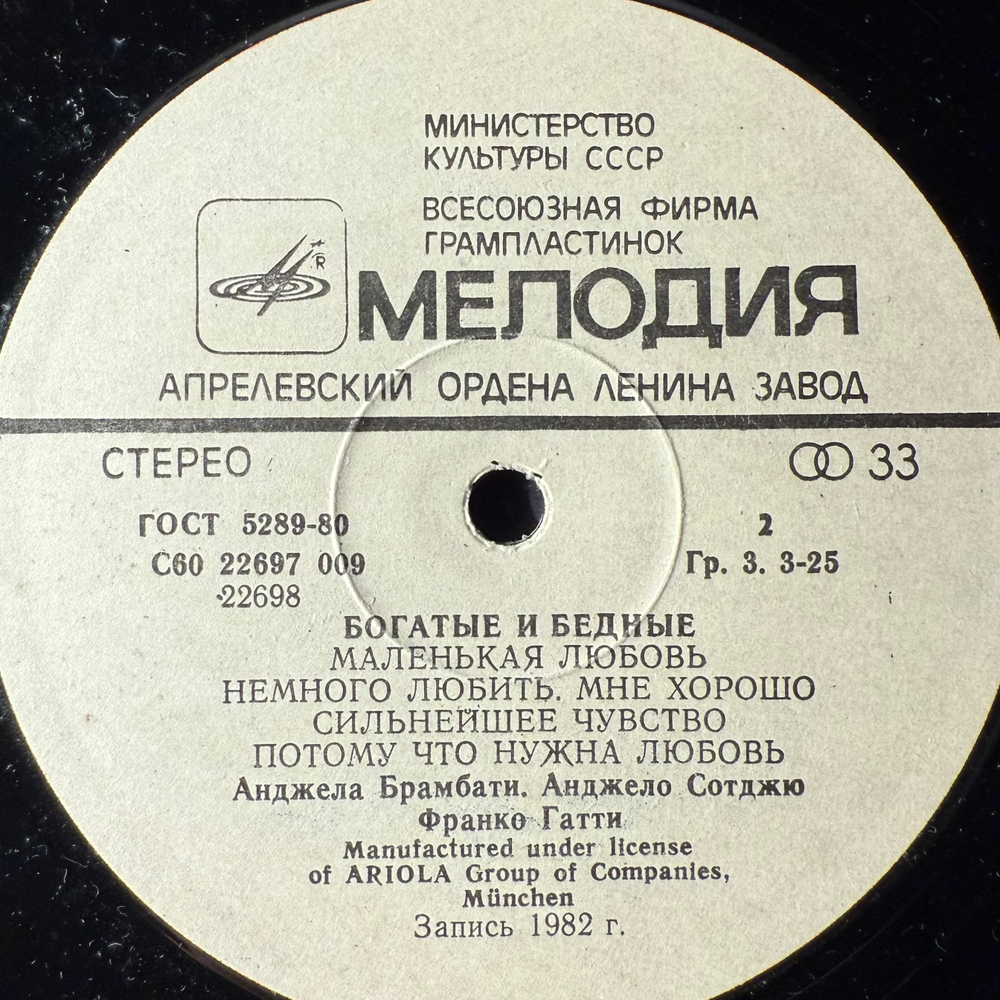 МИНИСТЕРСТВО
КУЛЬТУРЫ СССР
ВСЕСОЮЗНАЯ ФИРМА
ГРАМПЛАСТИНОК
R
МЕЛОДИЯ
АПРЕЛЕВСКИЙ ОРДЕНА ЛЕНИНА ЗАВОД
СТЕРЕО
33
ГОСТ 5289-80
2
С60 22697 009
Гр. 3. 3-25
22698
БОГАТЫЕ И БЕДНЫЕ
МАЛЕНЬКАЯ ЛЮБОВЬ
НЕМНОГО ЛЮБИТЬ. МНЕ ХОРОШО
СИЛЬНЕЙШЕЕ ЧУВСТВО
ПОТОМУ ЧТО НУЖНА ЛЮБОВЬ
Анджела Брамбати. Анджело Сотджю
Франко Гатти
Manufactured under license
of ARIOLA Group of Companies,
München
Запись 1982 г.